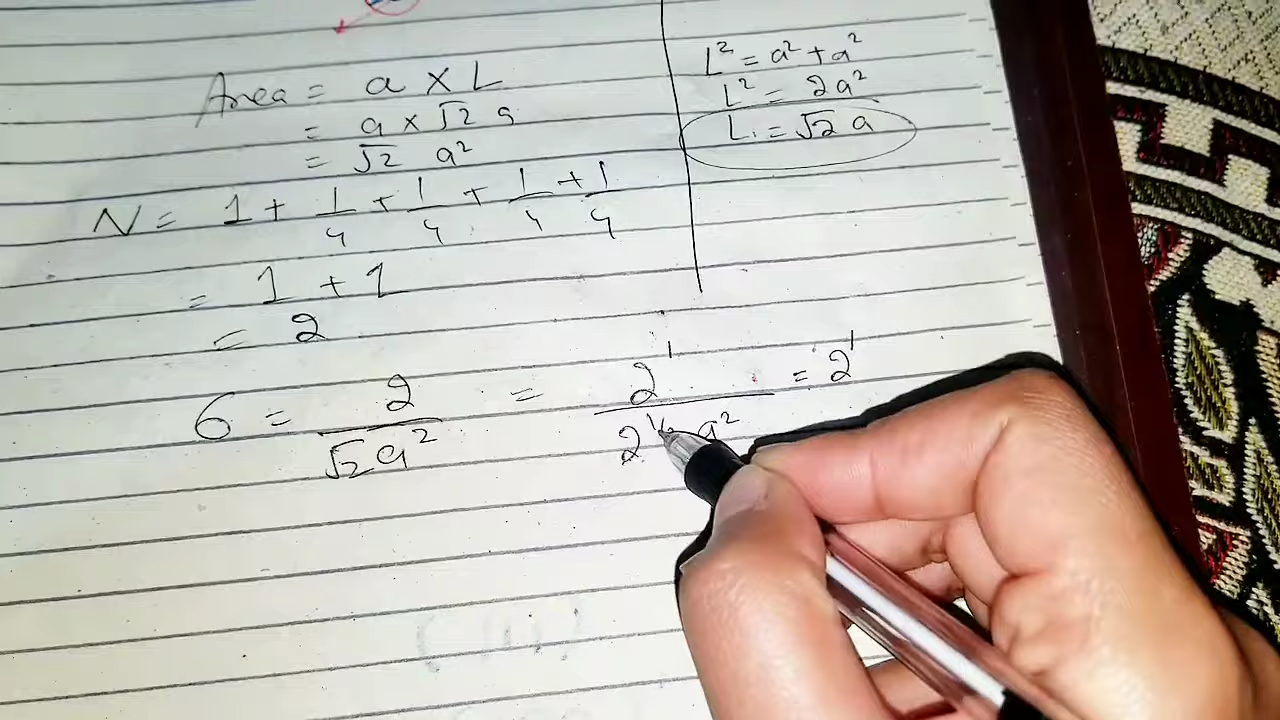 Area = a × L
= a × √2 a
= √2 a²
N = 1 + 1/4 + 1/4 + 1/4 + 1/4
= 1 + 1
= 2
6 = 2/√2a² = 2¹/2^½ a² = 2¹
L² = a² + a²
L² = 2a²
L = √2 a